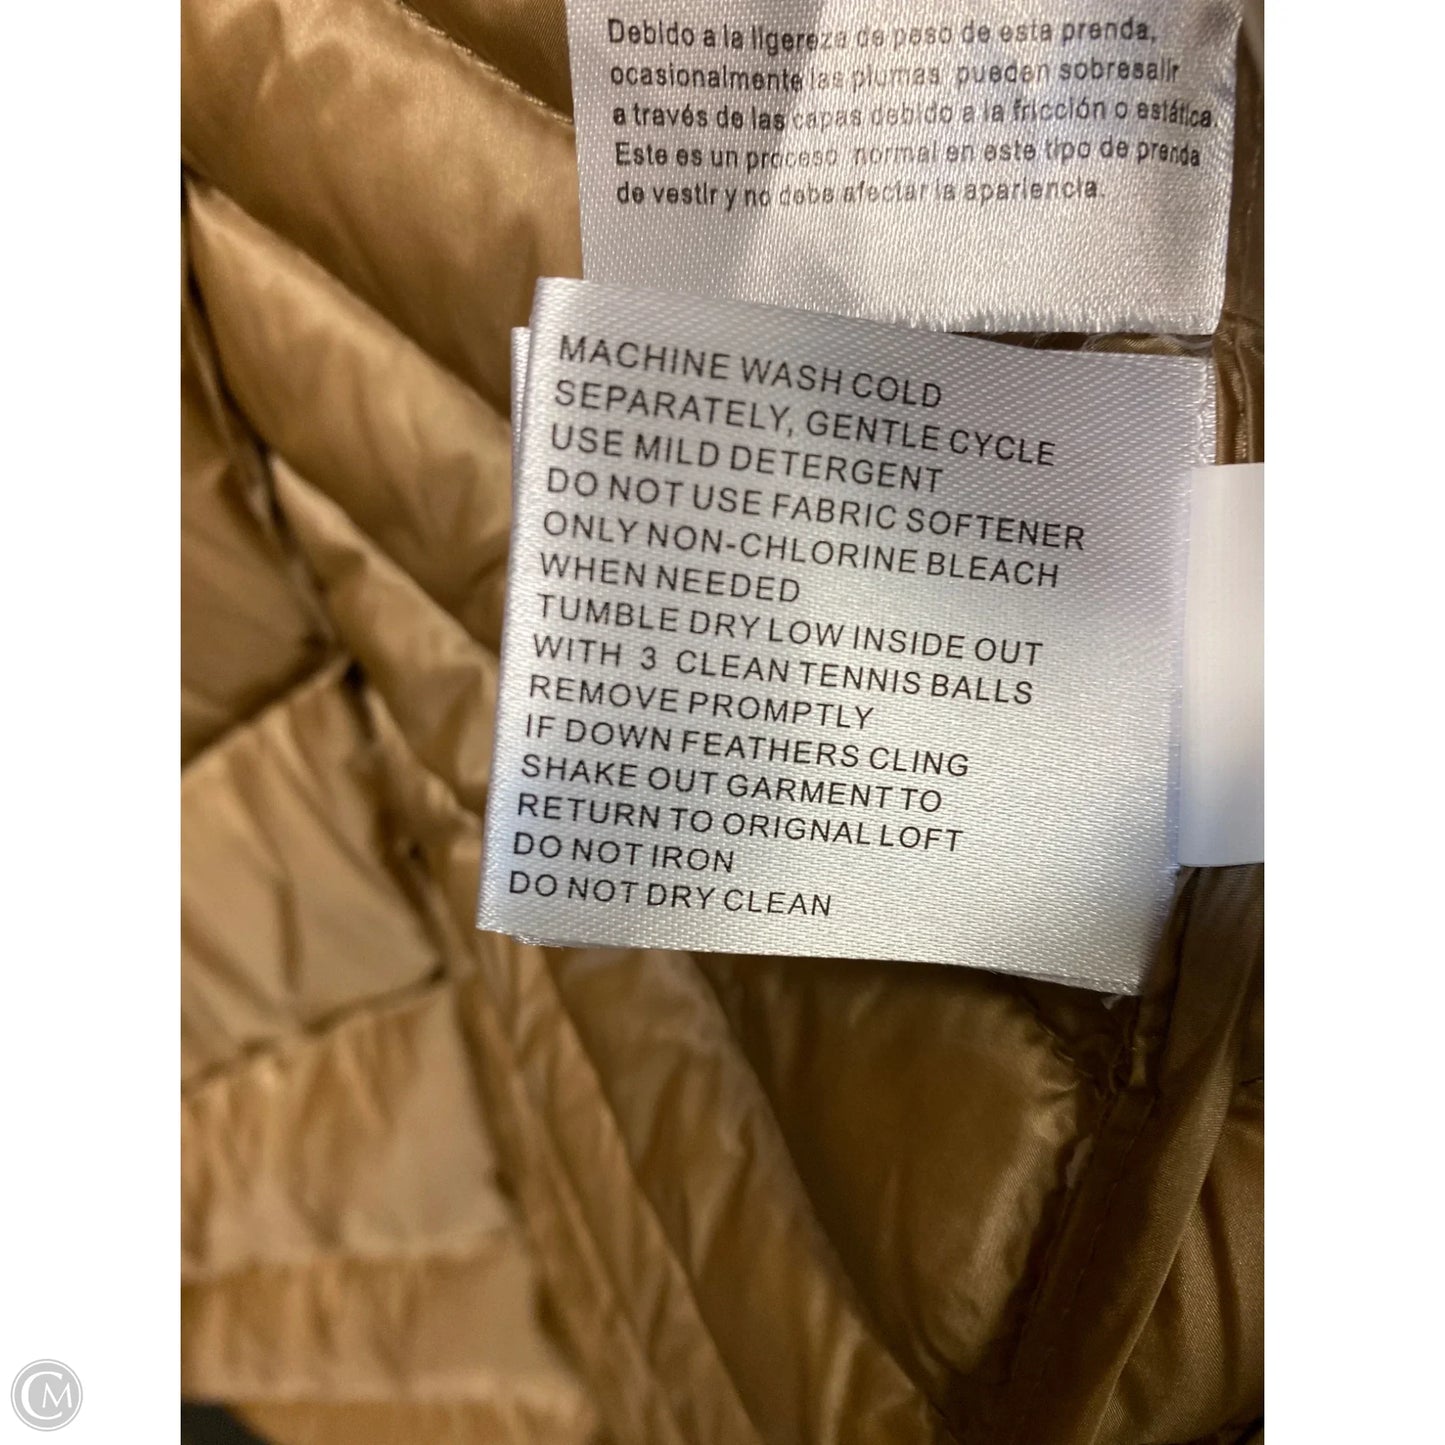 Debido a la ligereza de peso de esta prenda,
ocasionalmente las plumas pueden sobresalir
a través de las capas debido a la fricción o estática.
Este es un proceso normal en este tipo de prenda
de vestir y no debe afectar la apariencia.
MACHINE WASH COLD
SEPARATELY, GENTLE CYCLE
USE MILD DETERGENT
DO NOT USE FABRIC SOFTENER
ONLY NON-CHLORINE BLEACH
WHEN NEEDED
TUMBLE DRY LOW INSIDE OUT
WITH 3 CLEAN TENNIS BALLS
REMOVE PROMPTLY
IF DOWN FEATHERS CLING
SHAKE OUT GARMENT TO
RETURN TO ORIGNAL LOFT
DO NOT IRON
DO NOT DRY CLEAN
CM